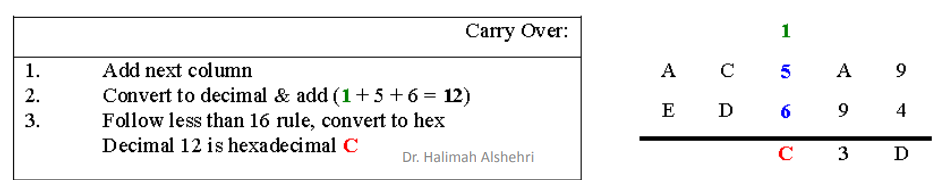 Carry Over:
1. Add next column
2. Convert to decimal & add (1 + 5 + 6 = 12)
3. Follow less than 16 rule, convert to hex
Decimal 12 is hexadecimal C
Dr. Halimah Alshehri
1
A C 5 A 9
E D 6 9 4
C 3 D